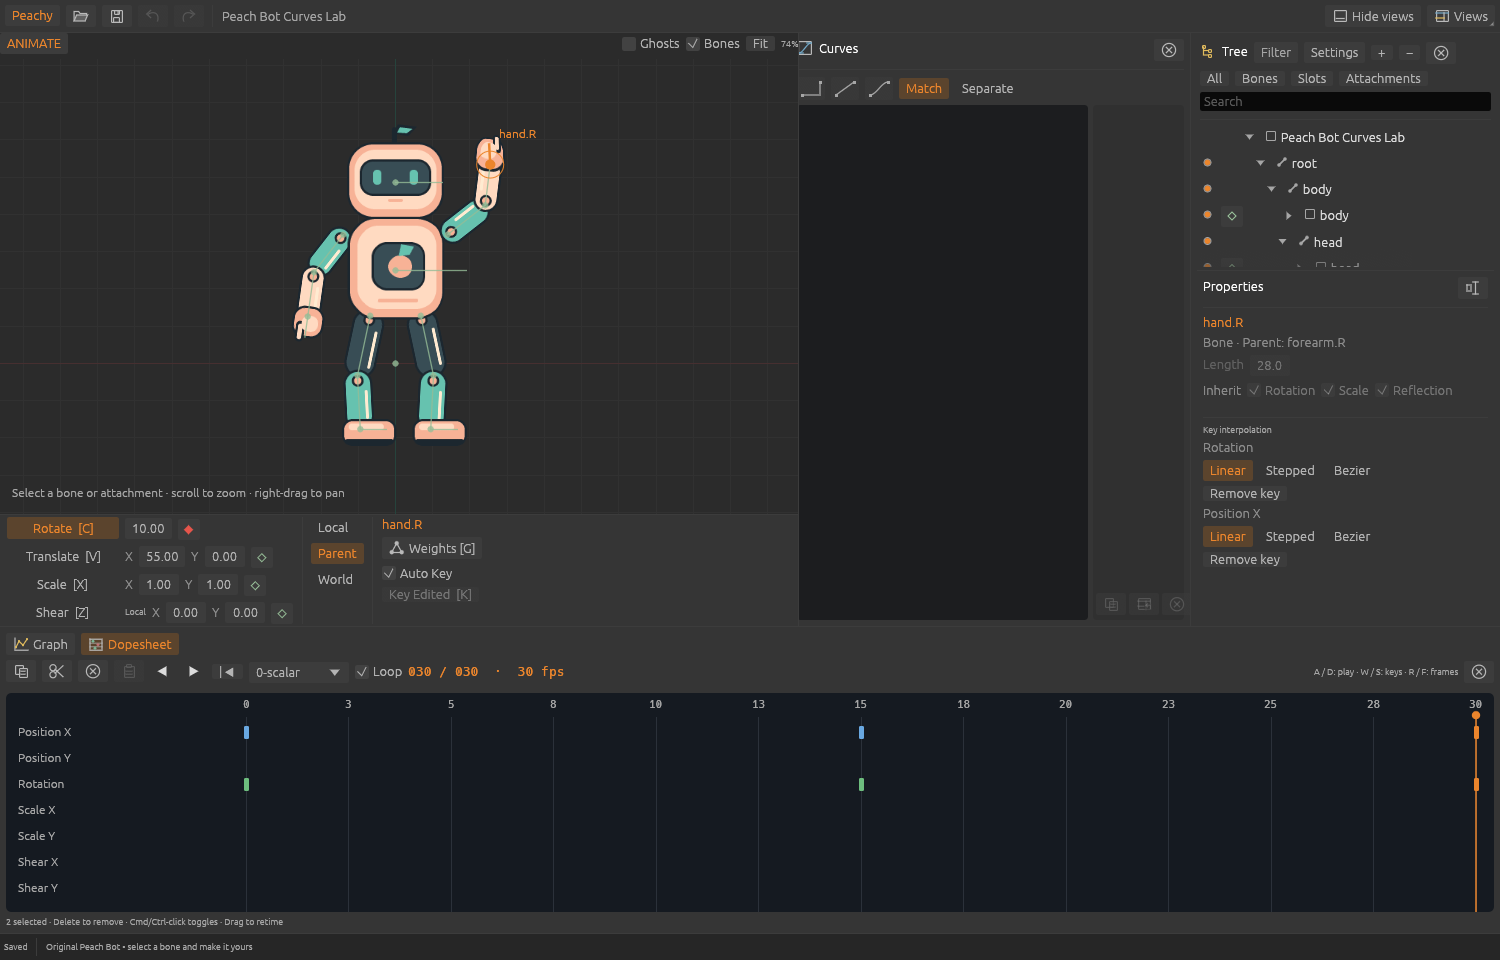 Peachy
Peach Bot Curves Lab
Hide views
Views
ANIMATE
Ghosts
Bones
Fit
74%
hand.R
Select a bone or attachment · scroll to zoom · right-drag to pan
Curves
Match
Separate
Tree
Filter
Settings
+
−
All
Bones
Slots
Attachments
Search
Peach Bot Curves Lab
root
body
body
head
head
Properties
hand.R
Bone · Parent: forearm.R
Length 28.0
Inherit Rotation Scale Reflection
Key interpolation
Rotation
Linear Stepped Bezier
Remove key
Position X
Linear Stepped Bezier
Remove key
Rotate [C] 10.00
Translate [V] X 55.00 Y 0.00
Scale [X] X 1.00 Y 1.00
Shear [Z] Local X 0.00 Y 0.00
Local
Parent
World
hand.R
Weights [G]
Auto Key
Key Edited [K]
Graph
Dopesheet
0-scalar
Loop
030 / 030 · 30 fps
A / D: play · W / S: keys · R / F: frames
0 3 5 8 10 13 15 18 20 23 25 28 30
Position X
Position Y
Rotation
Scale X
Scale Y
Shear X
Shear Y
2 selected · Delete to remove · Cmd/Ctrl-click toggles · Drag to retime
Saved
Original Peach Bot • select a bone and make it yours